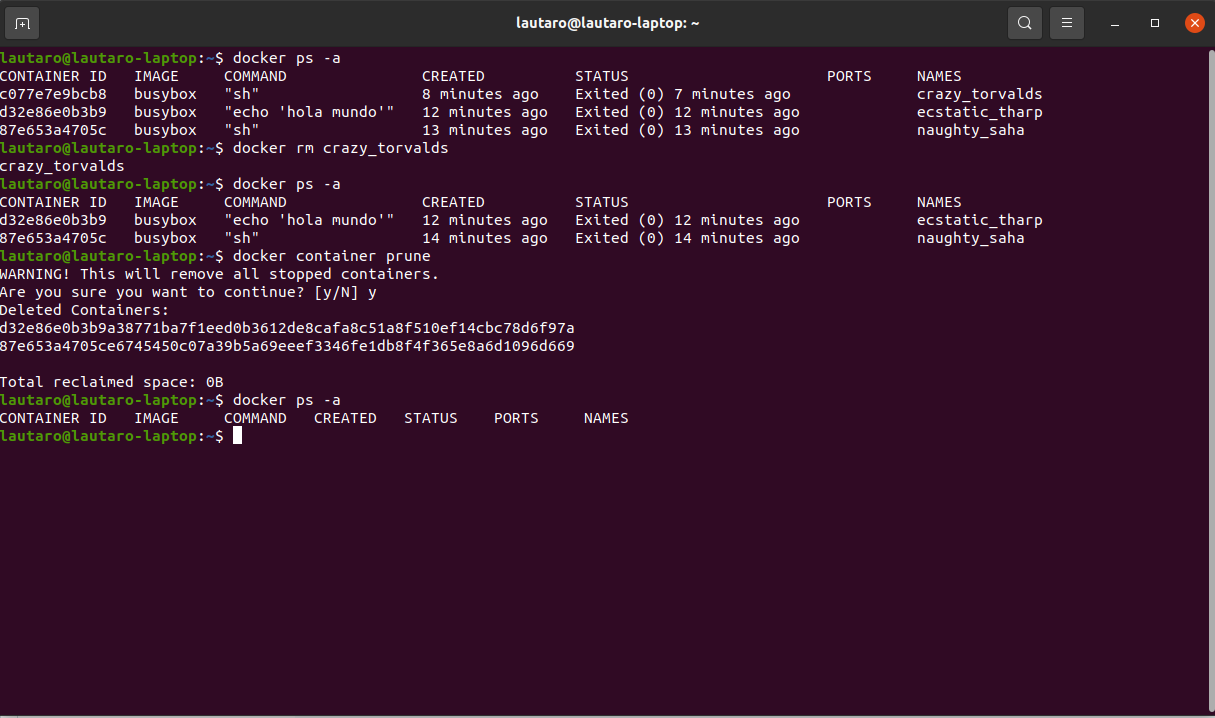 lautaro@lautaro-laptop: ~
lautaro@lautaro-laptop:~$ docker ps -a
CONTAINER ID   IMAGE     COMMAND               CREATED          STATUS                      PORTS     NAMES
c077e7e9bcb8   busybox   "sh"                  8 minutes ago    Exited (0) 7 minutes ago              crazy_torvalds
d32e86e0b3b9   busybox   "echo 'hola mundo'"   12 minutes ago   Exited (0) 12 minutes ago             ecstatic_tharp
87e653a4705c   busybox   "sh"                  13 minutes ago   Exited (0) 13 minutes ago             naughty_saha
lautaro@lautaro-laptop:~$ docker rm crazy_torvalds
crazy_torvalds
lautaro@lautaro-laptop:~$ docker ps -a
CONTAINER ID   IMAGE     COMMAND               CREATED          STATUS                      PORTS     NAMES
d32e86e0b3b9   busybox   "echo 'hola mundo'"   12 minutes ago   Exited (0) 12 minutes ago             ecstatic_tharp
87e653a4705c   busybox   "sh"                  14 minutes ago   Exited (0) 14 minutes ago             naughty_saha
lautaro@lautaro-laptop:~$ docker container prune
WARNING! This will remove all stopped containers.
Are you sure you want to continue? [y/N] y
Deleted Containers:
d32e86e0b3b9a38771ba7f1eed0b3612de8cafa8c51a8f510ef14cbc78d6f97a
87e653a4705ce6745450c07a39b5a69eeef3346fe1db8f4f365e8a6d1096d669

Total reclaimed space: 0B
lautaro@lautaro-laptop:~$ docker ps -a
CONTAINER ID   IMAGE     COMMAND   CREATED   STATUS    PORTS     NAMES
lautaro@lautaro-laptop:~$